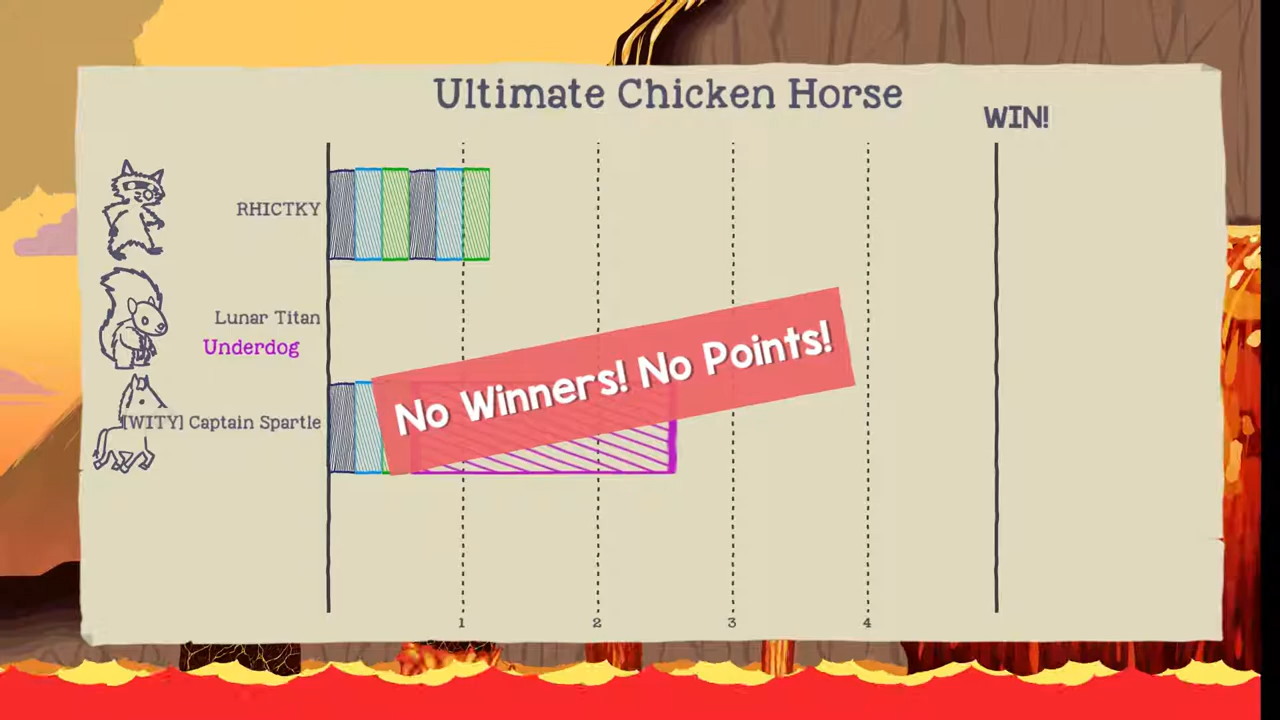 Ultimate Chicken Horse
WIN!
RHICTKY
Lunar Titan
Underdog
No Winners! No Points!
[WITY] Captain Spartle
1 2 3 4